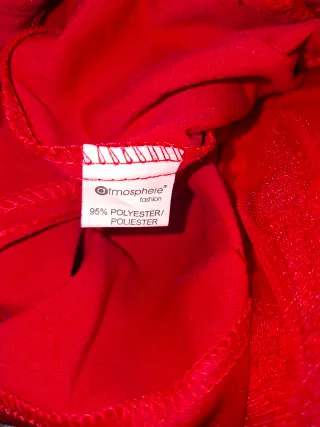 atmosphere®
fashion
95% POLYESTER/
POLIESTER